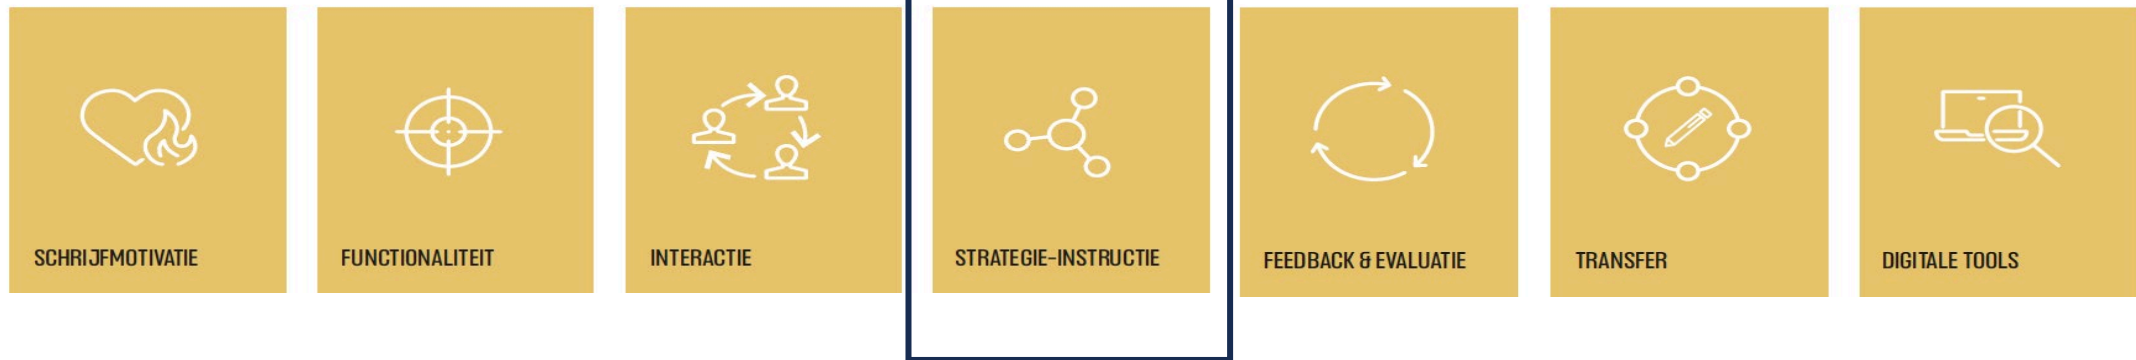 SCHRIJFMOTIVATIE
FUNCTIONALITEIT
INTERACTIE
STRATEGIE-INSTRUCTIE
FEEDBACK & EVALUATIE
TRANSFER
DIGITALE TOOLS